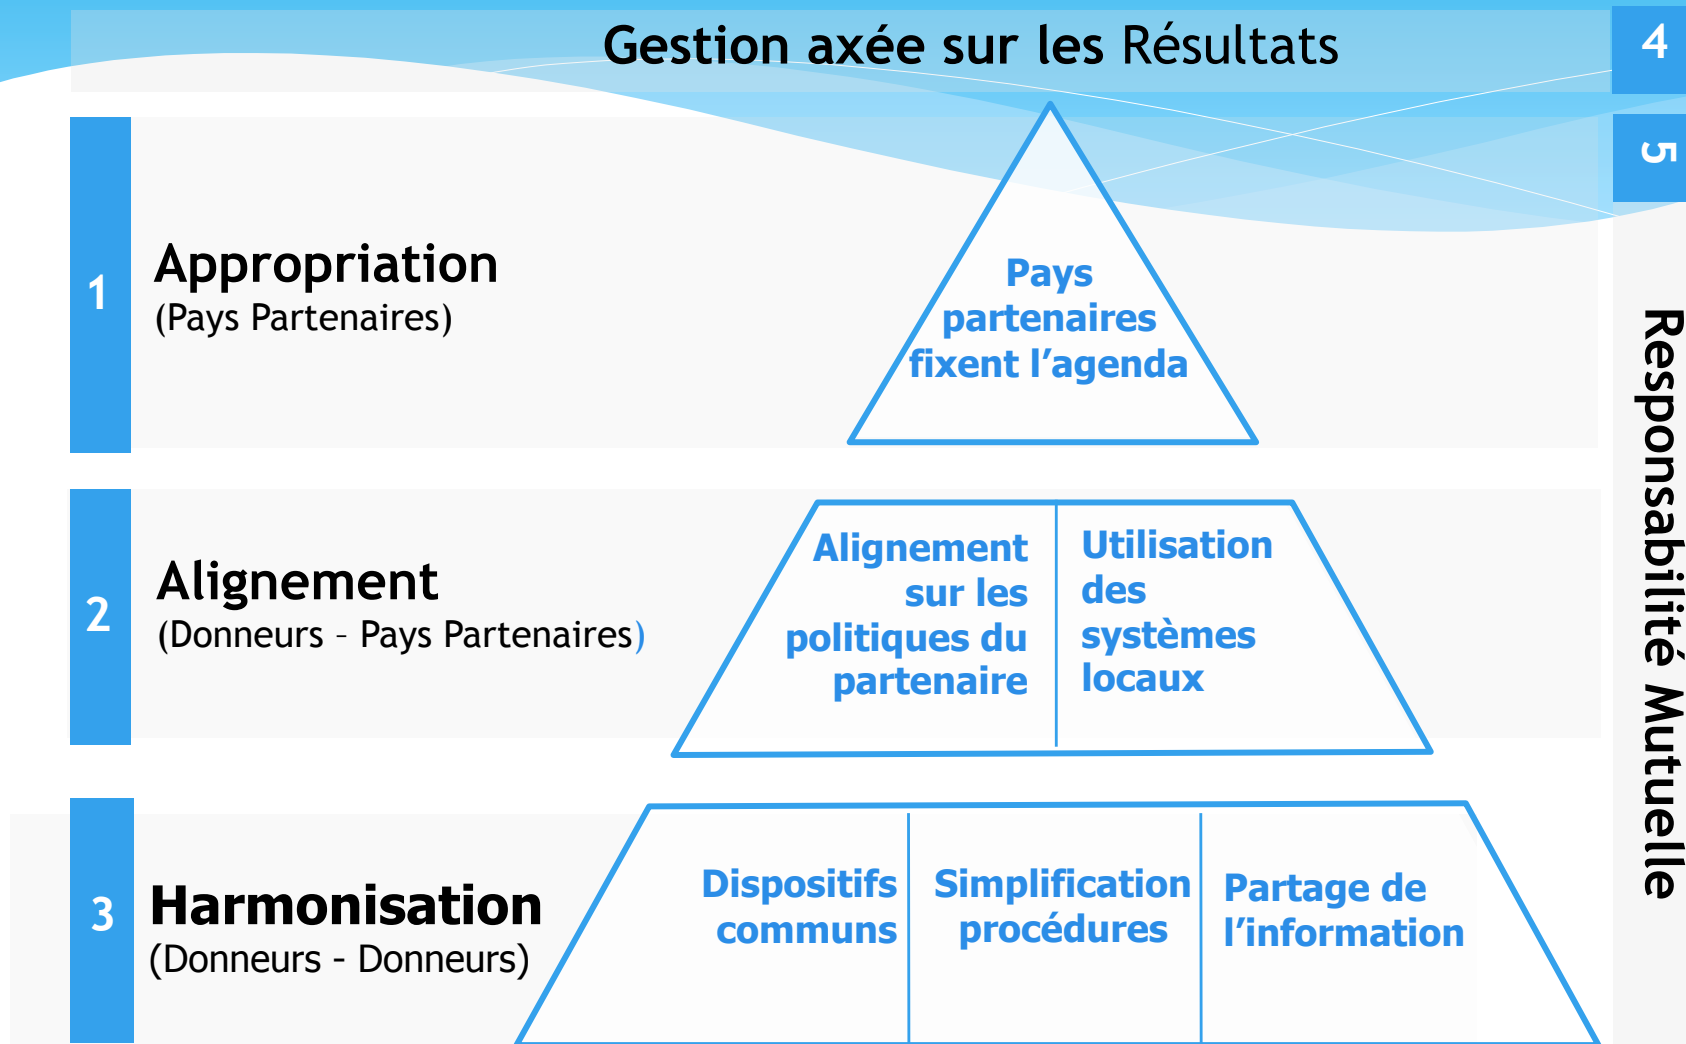 Gestion axée sur les Résultats
4
5
Responsabilité Mutuelle
1
Appropriation
(Pays Partenaires)
Pays
partenaires
fixent l’agenda
2
Alignement
(Donneurs – Pays Partenaires)
Alignement
sur les
politiques du
partenaire
Utilisation
des
systèmes
locaux
3
Harmonisation
(Donneurs - Donneurs)
Dispositifs
communs
Simplification
procédures
Partage de
l’information